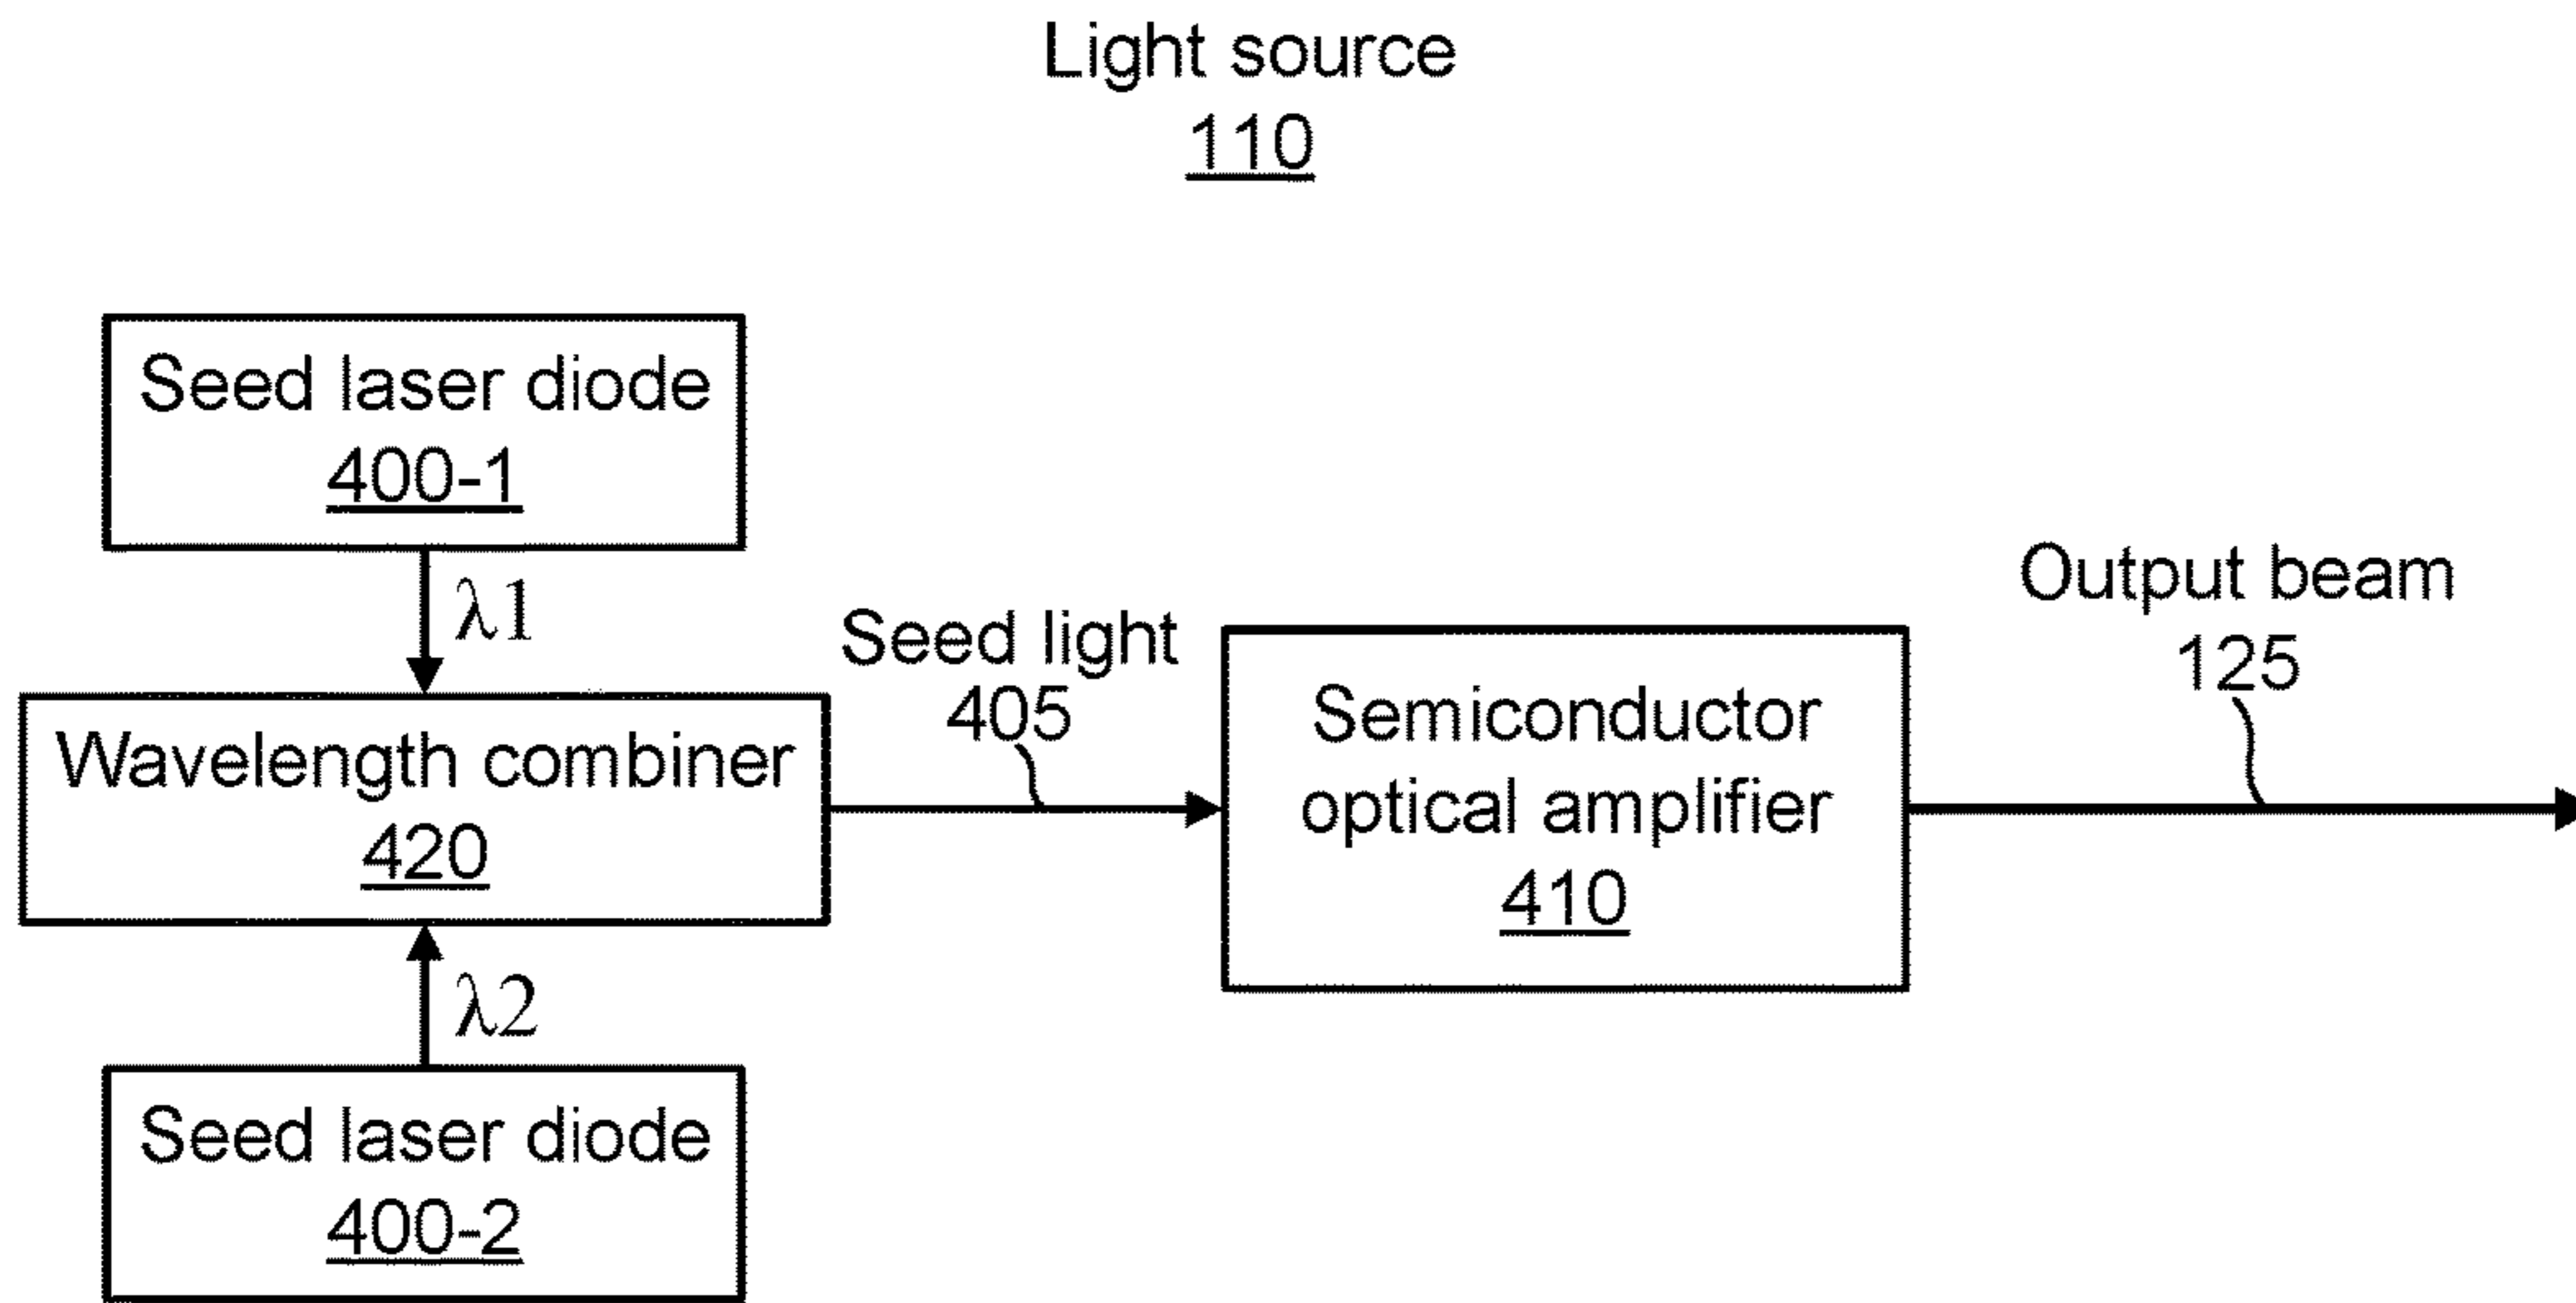 Light source
110
Seed laser diode
400-1
λ1
Wavelength combiner
420
λ2
Seed laser diode
400-2
Seed light
405
Semiconductor
optical amplifier
410
Output beam
125